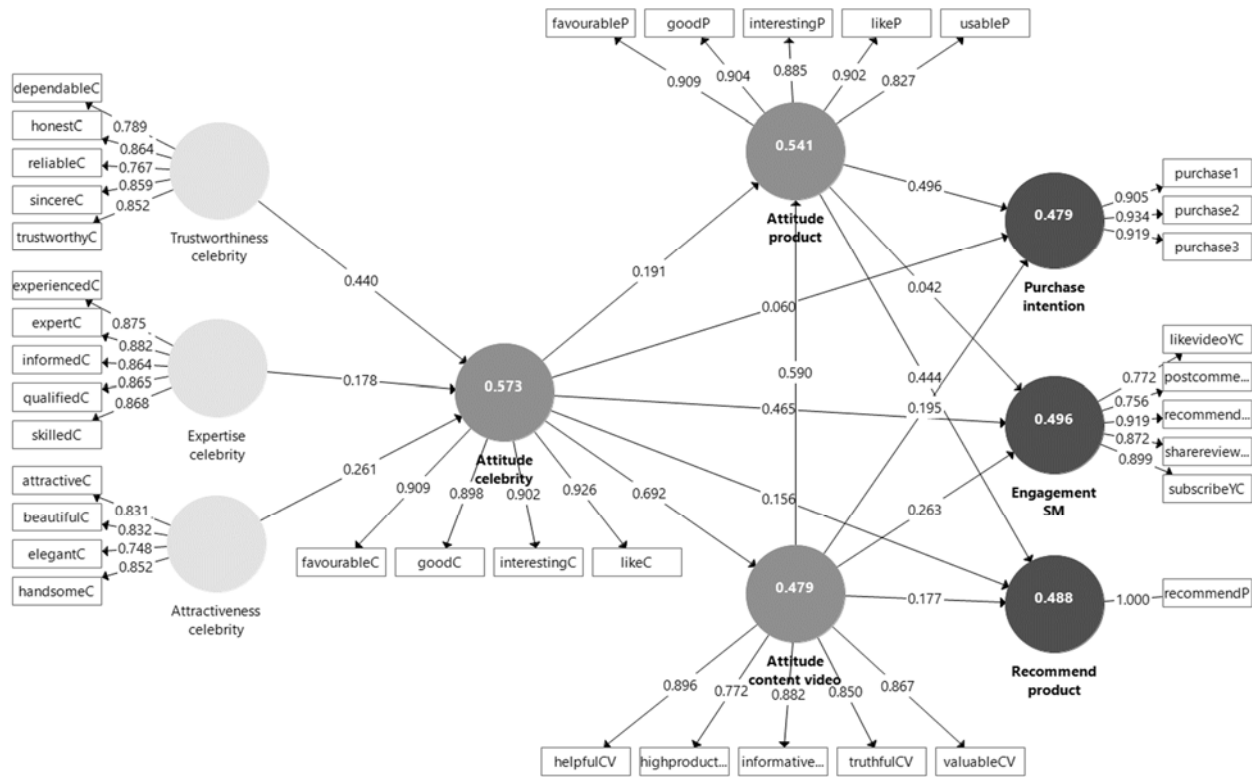 favourableP
goodP
interestingP
likeP
usableP
0.909
0.904
0.885
0.902
0.827
dependableC
honestC
reliableC
sincereC
trustworthyC
0.789
0.864
0.767
0.859
0.852
Trustworthiness
celebrity
0.440
0.541
Attitude
product
0.496
0.479
Purchase
intention
0.905
0.934
0.919
purchase1
purchase2
purchase3
0.191
0.060
0.042
experiencedC
expertC
informedC
qualifiedC
skilledC
0.875
0.882
0.864
0.865
0.868
Expertise
celebrity
0.178
0.573
Attitude
celebrity
0.590
0.465
0.444
0.195
0.496
Engagement
SM
0.772
0.756
0.919
0.872
0.899
likevideoYC
postcomme...
recommend...
sharereview...
subscribeYC
attractiveC
beautifulC
elegantC
handsomeC
0.831
0.832
0.748
0.852
Attractiveness
celebrity
0.261
0.909
0.898
0.902
0.926
favourableC
goodC
interestingC
likeC
0.692
0.156
0.263
0.177
0.479
Attitude
content video
0.488
Recommend
product
1.000
recommendP
0.896
0.772
0.882
0.850
0.867
helpfulCV
highproduct...
informative...
truthfulCV
valuableCV